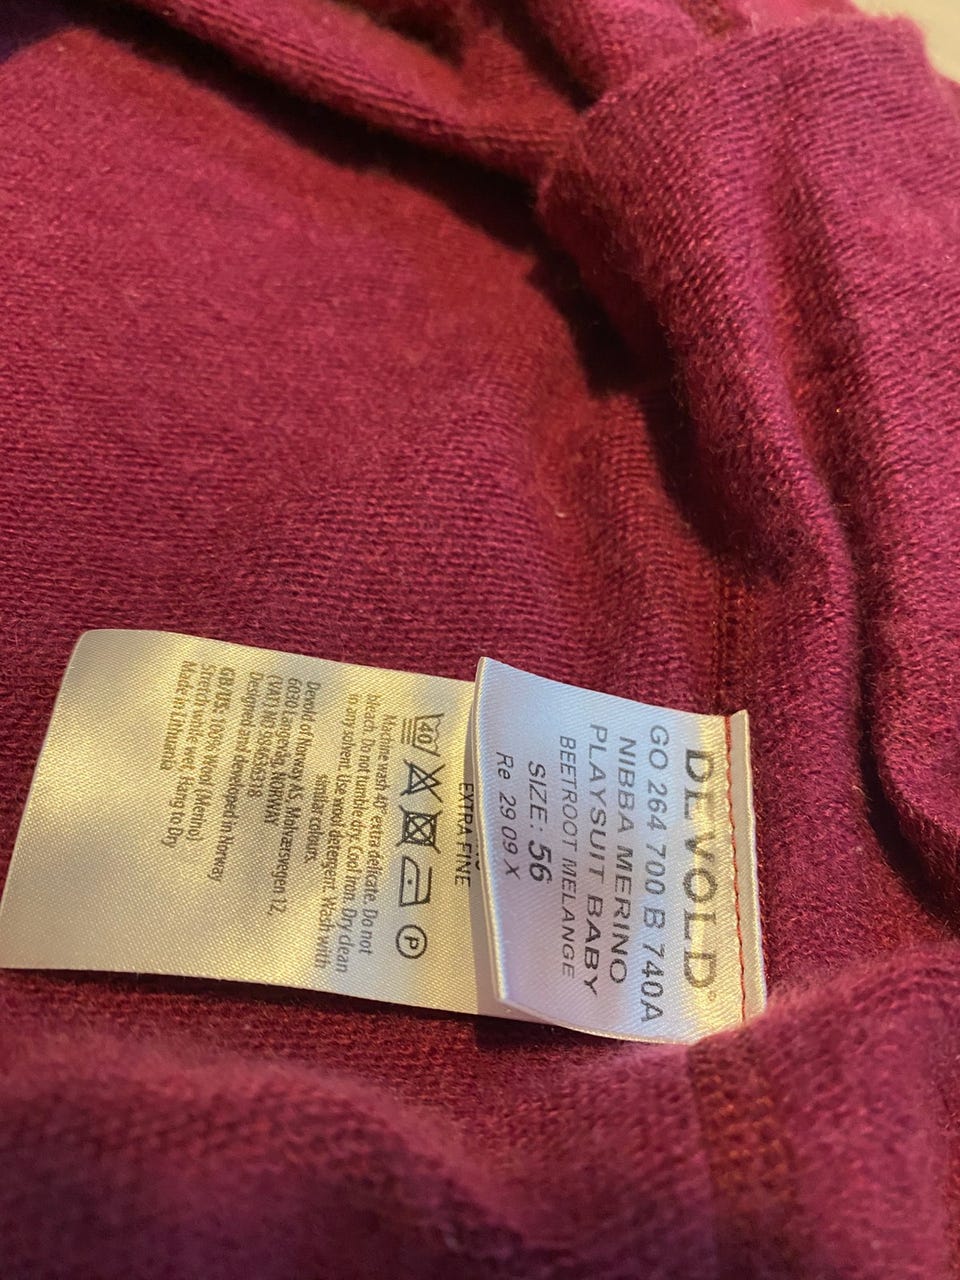 DEVOLD®
GO 264 700 B 740A
NIBBA MERINO
PLAYSUIT BABY
BEETROOT MELANGE
SIZE: 56
Re 29 09 X
EXTRA FINE
40
P
Machine wash 40° extra delicate. Do not
bleach. Do not tumble dry. Cool Iron. Dry clean
in any solvent. Use wool detergent. Wash with
similar colours.
Devold of Norway AS, Molværsvegen 12,
6030 Langevåg, NORWAY
(VAT) NO
Designed and developed in Norway
GB/TES: 100% Wool (Merino)
Stretch while wet, Hang to Dry
Made in Lithuania